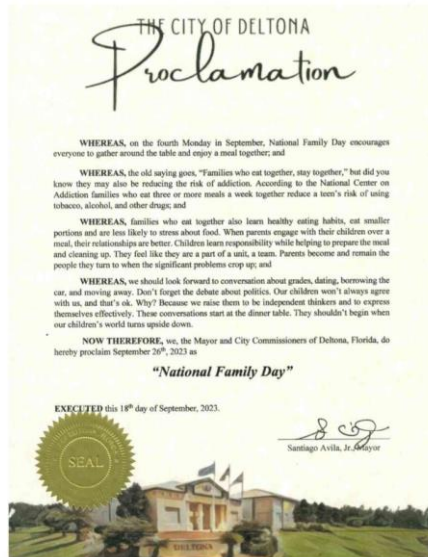 THE CITY OF DELTONA
Proclamation
WHEREAS, on the fourth Monday in September, National Family Day encourages
everyone to gather around the table and enjoy a meal together; and
WHEREAS, the old saying goes, "Families who eat together, stay together," but did you
know they may also be reducing the risk of addiction. According to the National Center on
Addiction families who eat three or more meals a week together reduce a teen's risk of using
tobacco, alcohol, and other drugs; and
WHEREAS, families who eat together also learn healthy eating habits, eat smaller
portions and are less likely to stress about food. When parents engage with their children over a
meal, their relationships are better. Children learn responsibility while helping to prepare the meal
and cleaning up. They feel like they are a part of a unit, a team. Parents become and remain the
people they turn to when the significant problems crop up; and
WHEREAS, we should look forward to conversation about grades, dating, borrowing the
car, and moving away. Don't forget the debate about politics. Our children won't always agree
with us, and that's ok. Why? Because we raise them to be independent thinkers and to express
themselves effectively. These conversations start at the dinner table. They shouldn't begin when
our children's world turns upside down.
NOW THEREFORE, we, the Mayor and City Commissioners of Deltona, Florida, do
hereby proclaim September 26th, 2023 as
"National Family Day"
EXECUTED this 18th day of September, 2023.
Santiago Avila, Jr. Mayor
SEAL
DELTONA